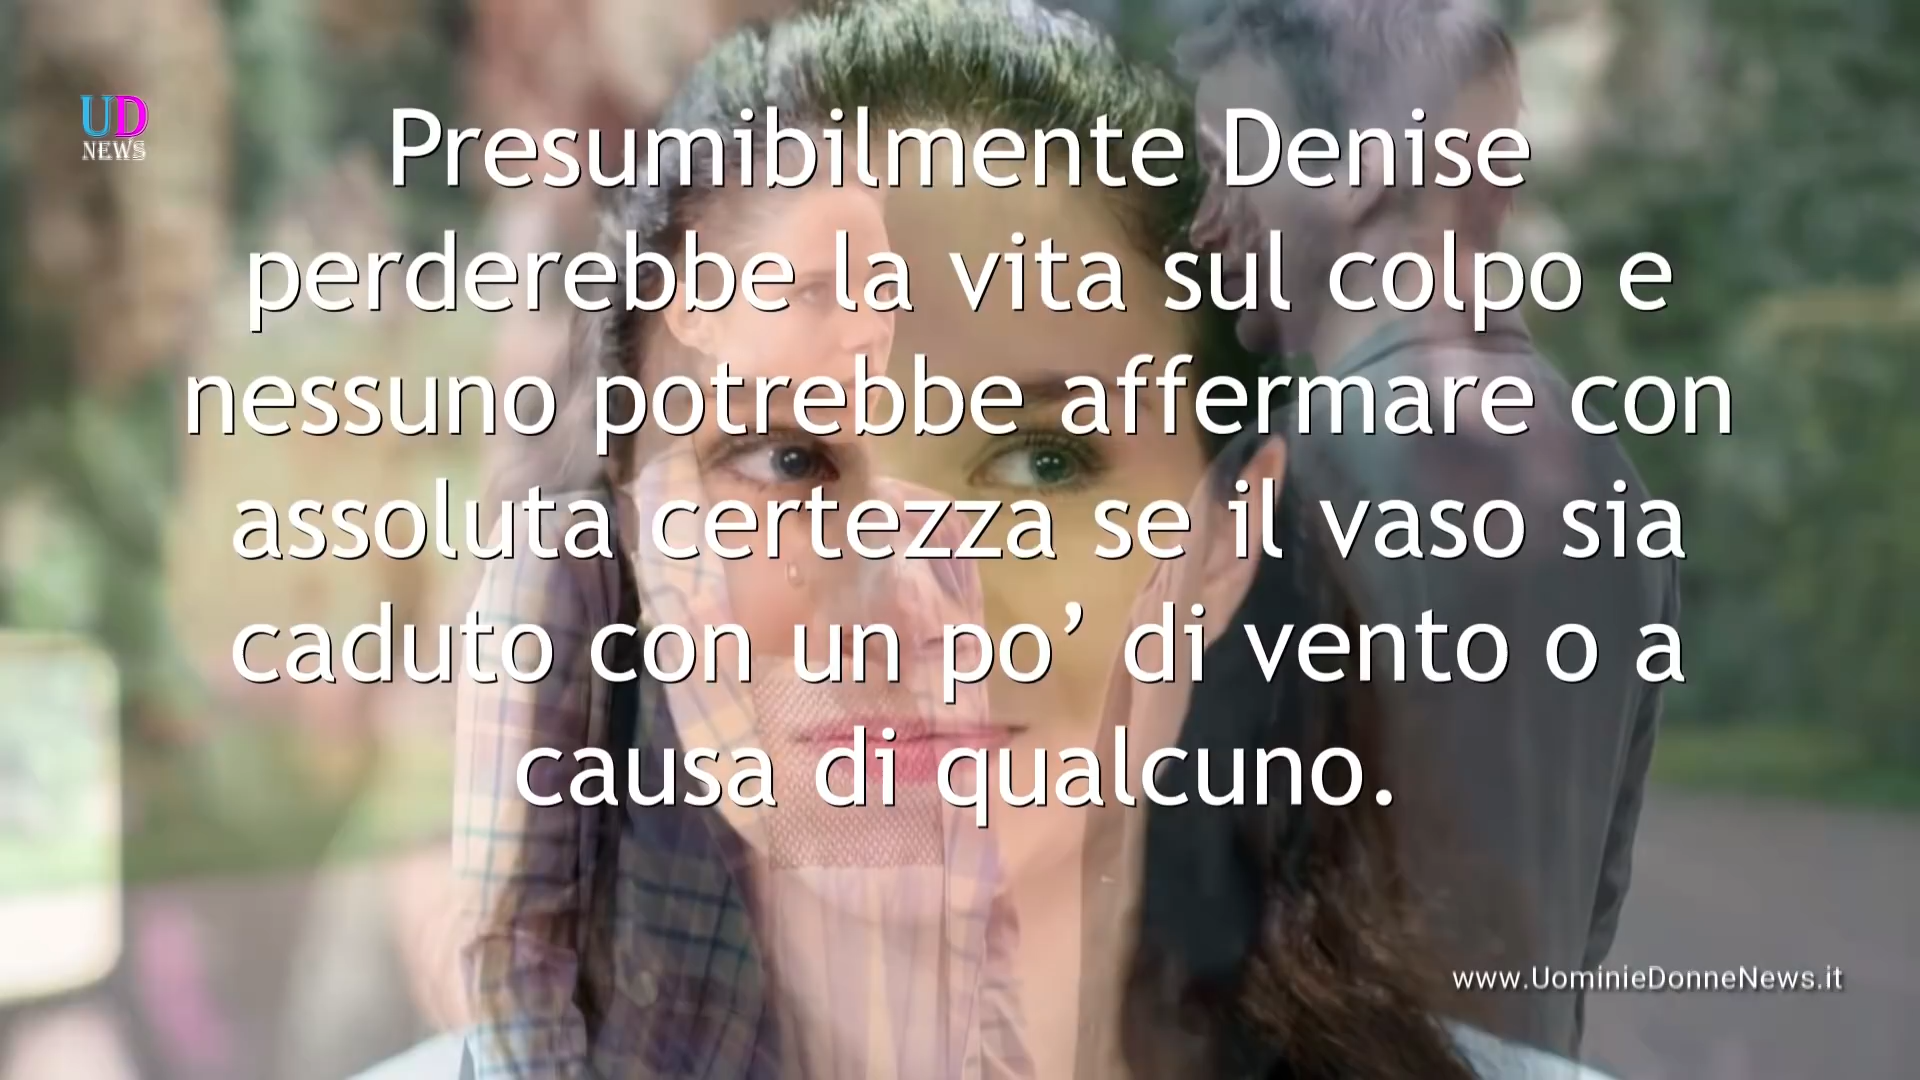 UD
NEWS
Presumibilmente Denise
perderebbe la vita sul colpo e
nessuno potrebbe affermare con
assoluta certezza se il vaso sia
caduto con un po’ di vento o a
causa di qualcuno.
www.UominieDonneNews.it